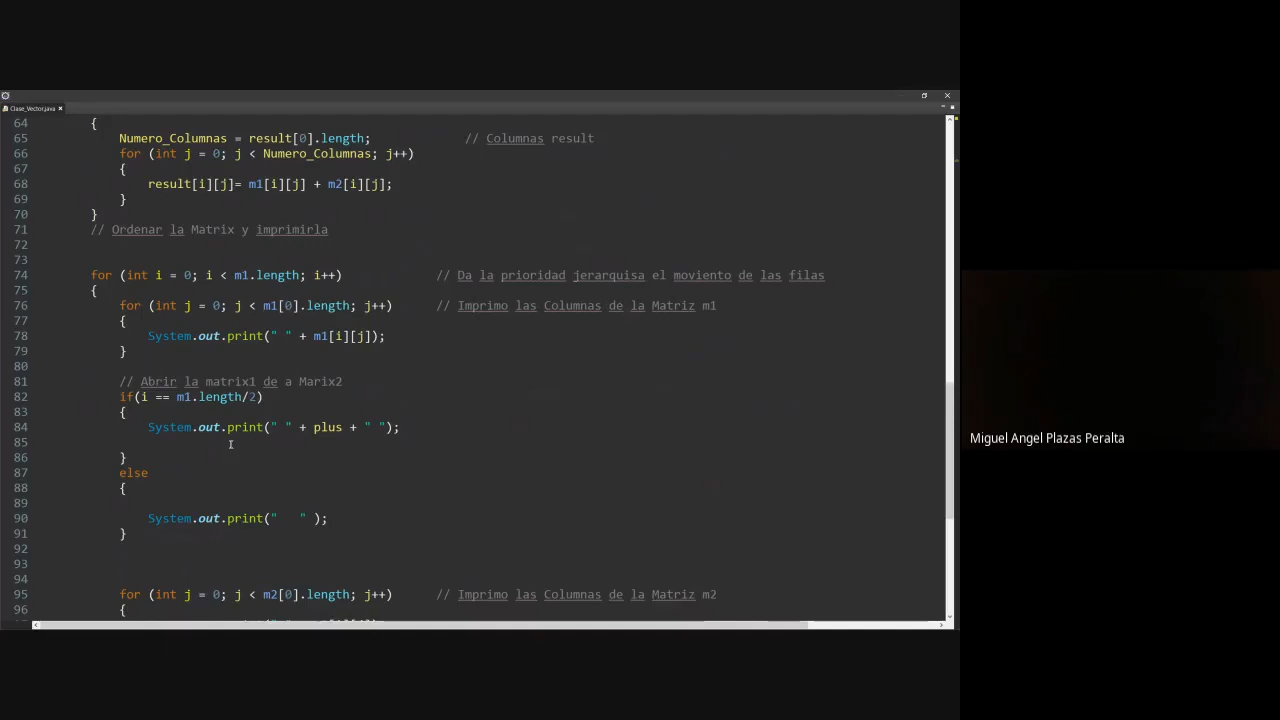 Clase_Vector.java
64 {
65 Numero_Columnas = result[0].length; // Columnas result
66 for (int j = 0; j < Numero_Columnas; j++)
67 {
68 result[i][j]= m1[i][j] + m2[i][j];
69 }
70 }
71 // Ordenar la Matrix y imprimirla
72
73
74 for (int i = 0; i < m1.length; i++) // Da la prioridad jerarquisa el moviento de las filas
75 {
76 for (int j = 0; j < m1[0].length; j++) // Imprimo las Columnas de la Matriz m1
77 {
78 System.out.print(" " + m1[i][j]);
79 }
80
81 // Abrir la matrix1 de a Marix2
82 if(i == m1.length/2)
83 {
84 System.out.print(" " + plus + " ");
85
86 }
87 else
88 {
89
90 System.out.print("   " );
91 }
92
93
94
95 for (int j = 0; j < m2[0].length; j++) // Imprimo las Columnas de la Matriz m2
96 {
Miguel Angel Plazas Peralta